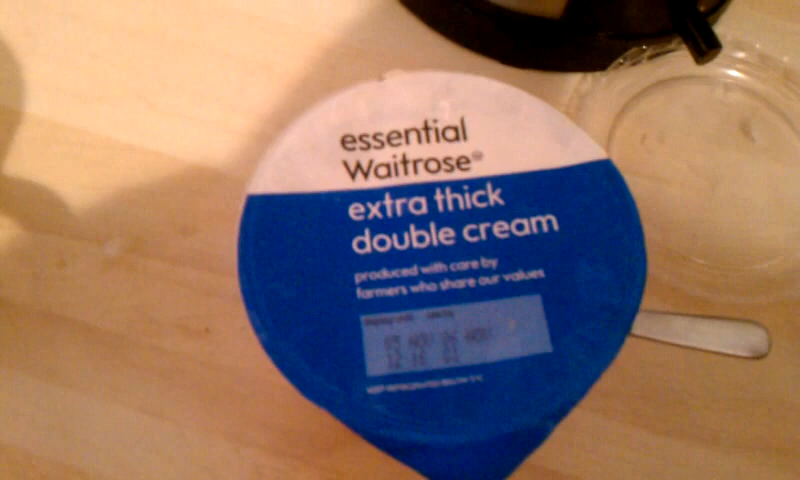 essential
Waitrose®
extra thick
double cream
produced with care by
farmers who share our values